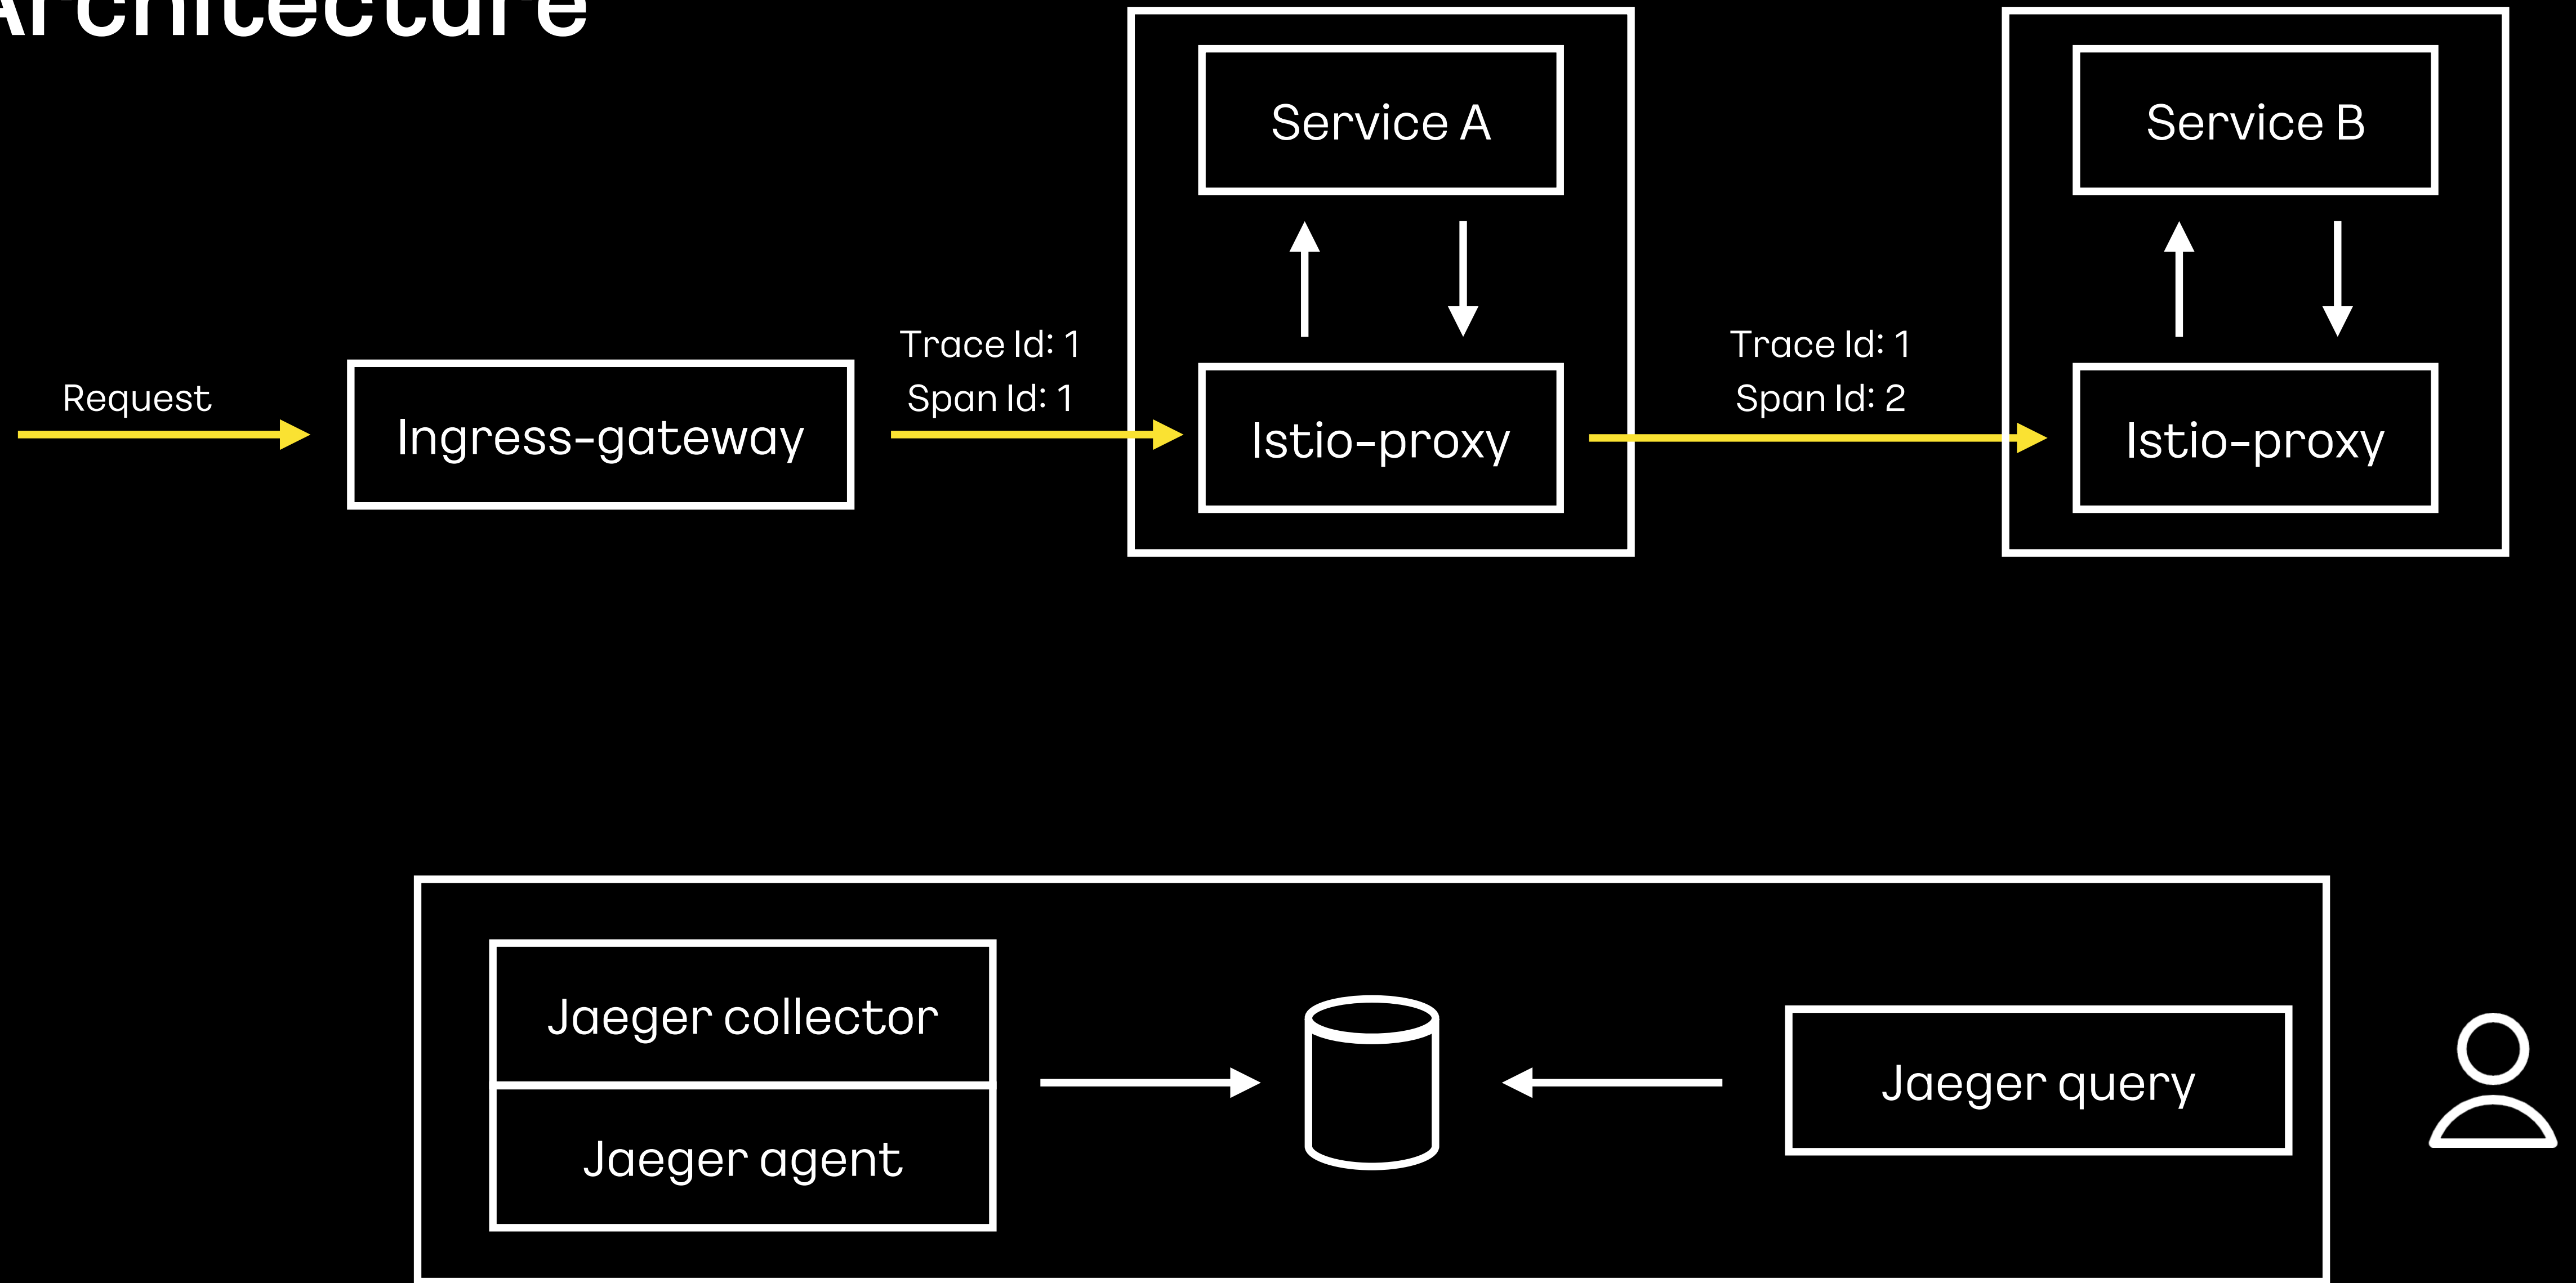 Architecture
Service A
Service B
Trace Id: 1
Span Id: 1
Trace Id: 1
Span Id: 2
Request
Ingress-gateway
Istio-proxy
Istio-proxy
Jaeger collector
Jaeger agent
Jaeger query